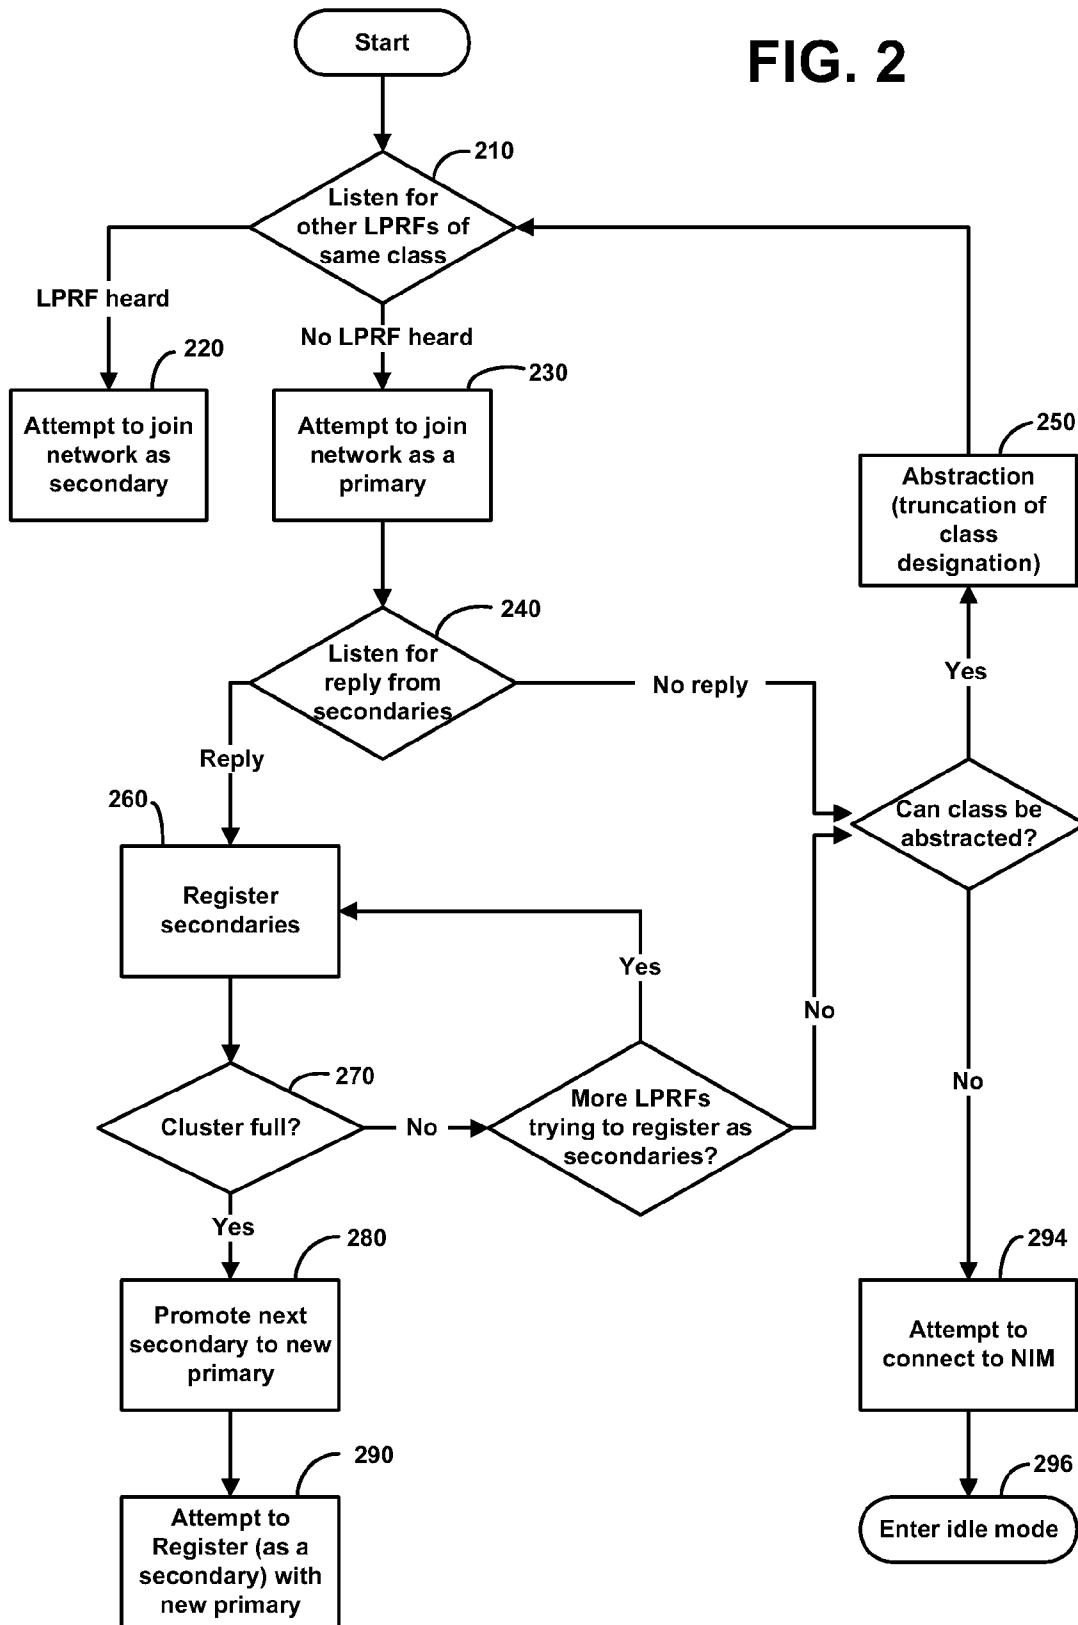 Start
FIG. 2
210
Listen for
other LPRFs of
same class
LPRF heard
No LPRF heard
220
Attempt to join
network as
secondary
230
Attempt to join
network as a
primary
250
Abstraction
(truncation of
class
designation)
240
Listen for
reply from
secondaries
No reply
Yes
Reply
260
Register
secondaries
Can class be
abstracted?
Yes
No
No
270
Cluster full?
No
More LPRFs
trying to register as
secondaries?
Yes
280
Promote next
secondary to new
primary
294
Attempt to
connect to NIM
290
Attempt to
Register (as a
secondary) with
new primary
296
Enter idle mode